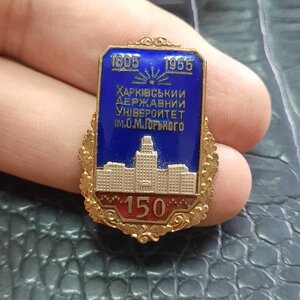 1805 1955
ХАРКІВСЬКИЙ
ДЕРЖАВНИЙ
УНІВЕРСИТЕТ
ІМ.О.М.ГОРЬКОГО
150